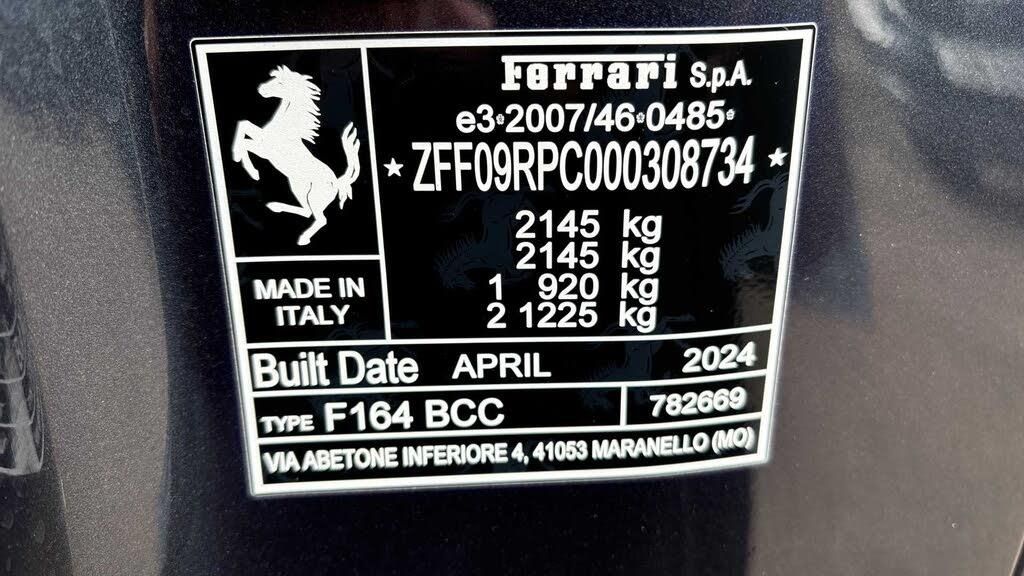 Ferrari S.p.A.
e3*2007/46*0485*
★ ZFF09RPC000308734 ★
2145 kg
2145 kg
1 920 kg
2 1225 kg
MADE IN
ITALY
Built Date APRIL 2024
TYPE F164 BCC 782669
VIA ABETONE INFERIORE 4, 41053 MARANELLO (MO)